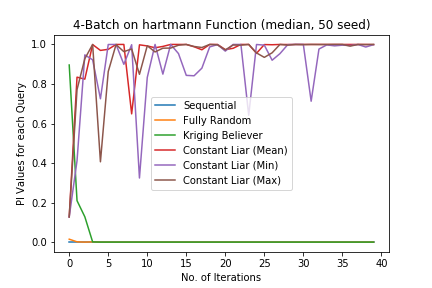 4-Batch on hartmann Function (median, 50 seed)
PI Values for each Query
1.0
0.8
0.6
0.4
0.2
0.0
Sequential
Fully Random
Kriging Believer
Constant Liar (Mean)
Constant Liar (Min)
Constant Liar (Max)
0 5 10 15 20 25 30 35 40
No. of Iterations